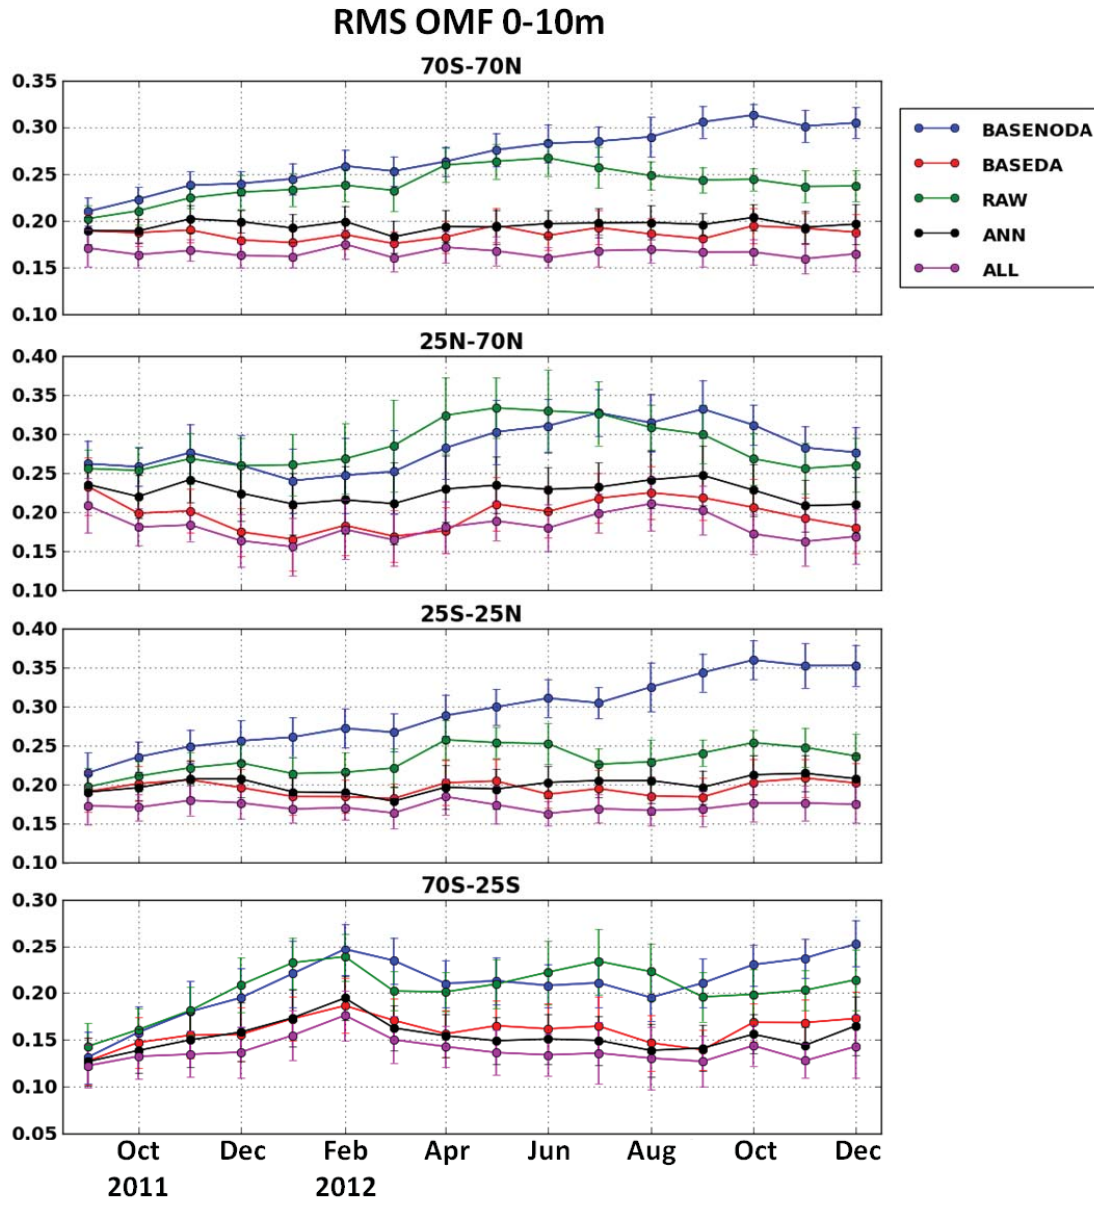 RMS OMF 0-10m
70S-70N
0.35
0.30
0.25
0.20
0.15
0.10
BASENODA
BASEDA
RAW
ANN
ALL
25N-70N
0.40
0.35
0.30
0.25
0.20
0.15
0.10
25S-25N
0.40
0.35
0.30
0.25
0.20
0.15
0.10
70S-25S
0.30
0.25
0.20
0.15
0.10
0.05
Oct Dec Feb Apr Jun Aug Oct Dec
2011 2012